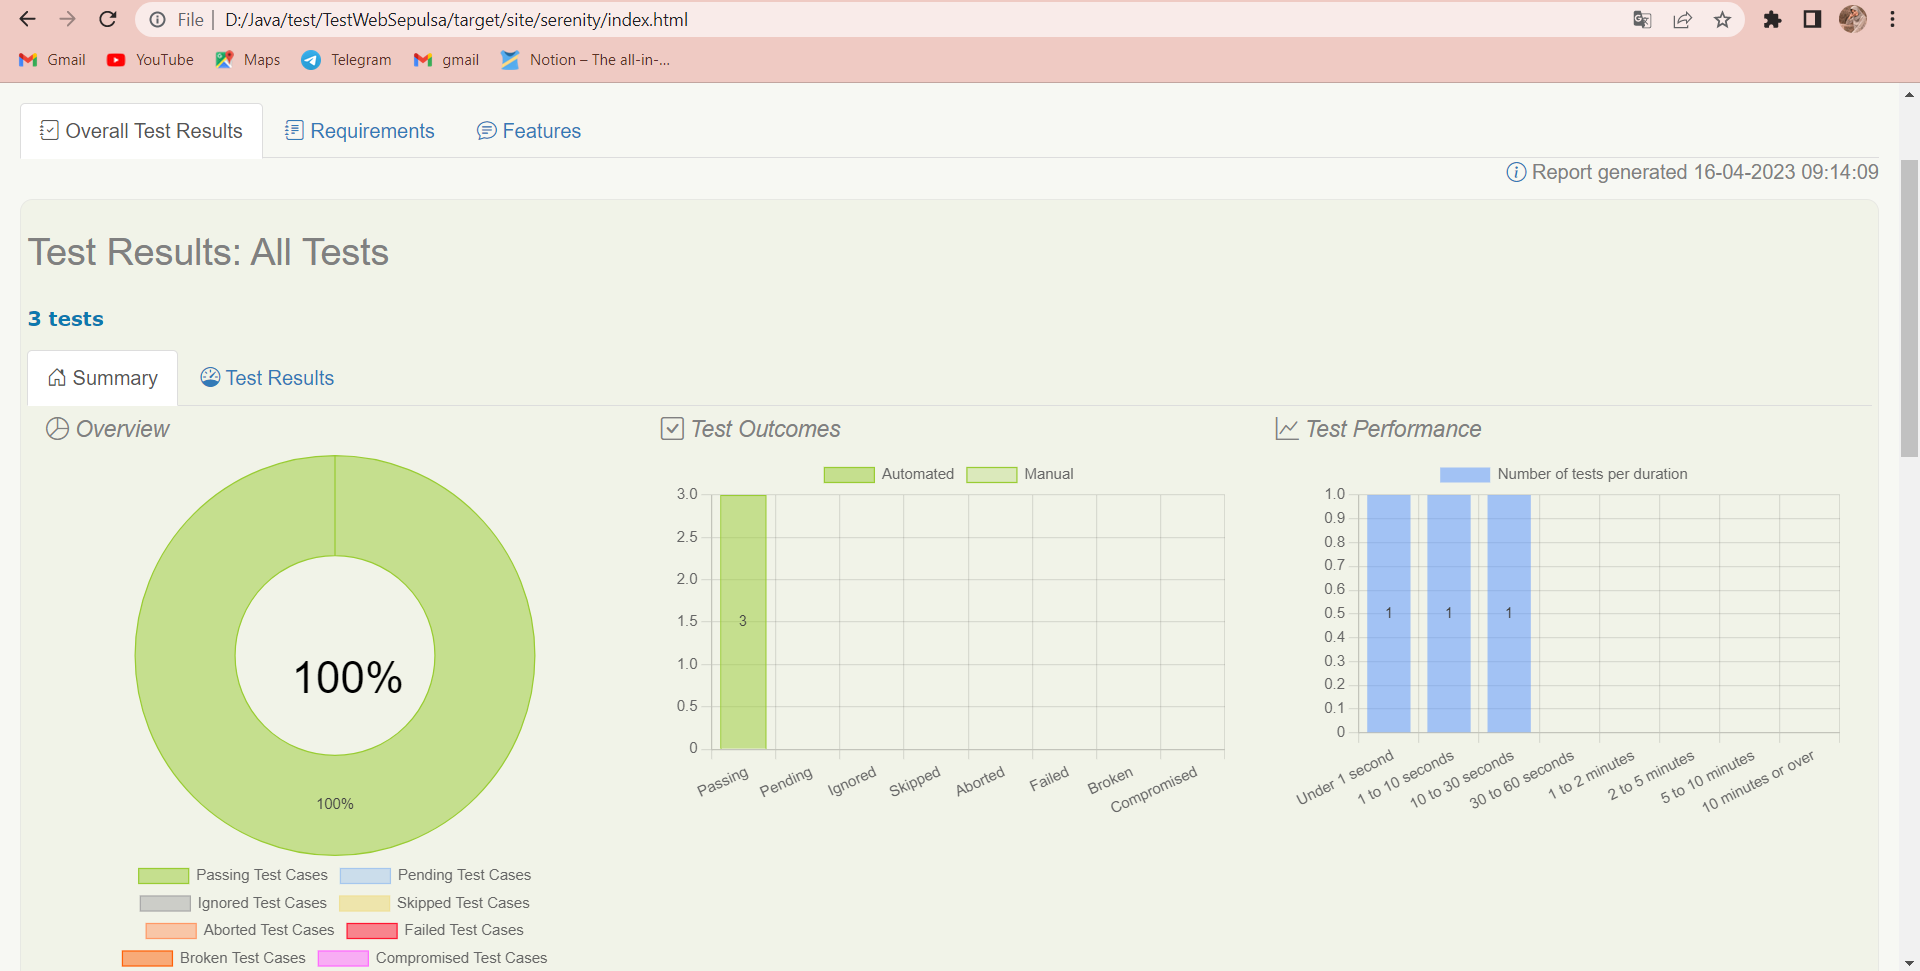 File | D:/Java/test/TestWebSepulsa/target/site/serenity/index.html
Gmail YouTube Maps Telegram gmail Notion – The all-in-...
Overall Test Results Requirements Features
Report generated 16-04-2023 09:14:09
Test Results: All Tests
3 tests
Summary Test Results
Overview
100%
100%
Passing Test Cases Pending Test Cases
Ignored Test Cases Skipped Test Cases
Aborted Test Cases Failed Test Cases
Broken Test Cases Compromised Test Cases
Test Outcomes
Automated Manual
3.0
2.5
2.0
1.5
1.0
0.5
0
3
Passing Pending Ignored Skipped Aborted Failed Broken Compromised
Test Performance
Number of tests per duration
1.0
0.9
0.8
0.7
0.6
0.5
0.4
0.3
0.2
0.1
0
1 1 1
Under 1 second 1 to 10 seconds 10 to 30 seconds 30 to 60 seconds 1 to 2 minutes 2 to 5 minutes 5 to 10 minutes 10 minutes or over